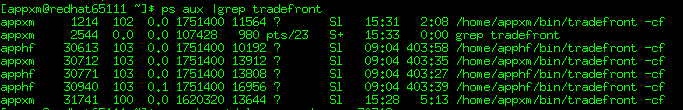 [appxm@redhat65111 ~]$ ps aux |grep tradefront
appxm 1214 102 0.0 1751400 11564 ? Sl 15:31 2:08 /home/appxm/bin/tradefront -cf
appxm 2544 0.0 0.0 107428 980 pts/23 S+ 15:33 0:00 grep tradefront
appxm 30613 103 0.0 1751400 10192 ? Sl 09:04 403:58 /home/appxm/bin/tradefront -cf
appxm 30712 103 0.0 1751400 13912 ? Sl 09:04 403:35 /home/appxm/bin/tradefront -cf
appxm 30771 103 0.0 1751400 13808 ? Sl 09:04 403:27 /home/appxm/bin/tradefront -cf
appxm 30940 103 0.1 1751400 16956 ? Sl 09:04 403:39 /home/appxm/bin/tradefront -cf
appxm 31741 100 0.0 1620320 13644 ? Sl 15:28 5:13 /home/appxm/bin/tradefront -cf